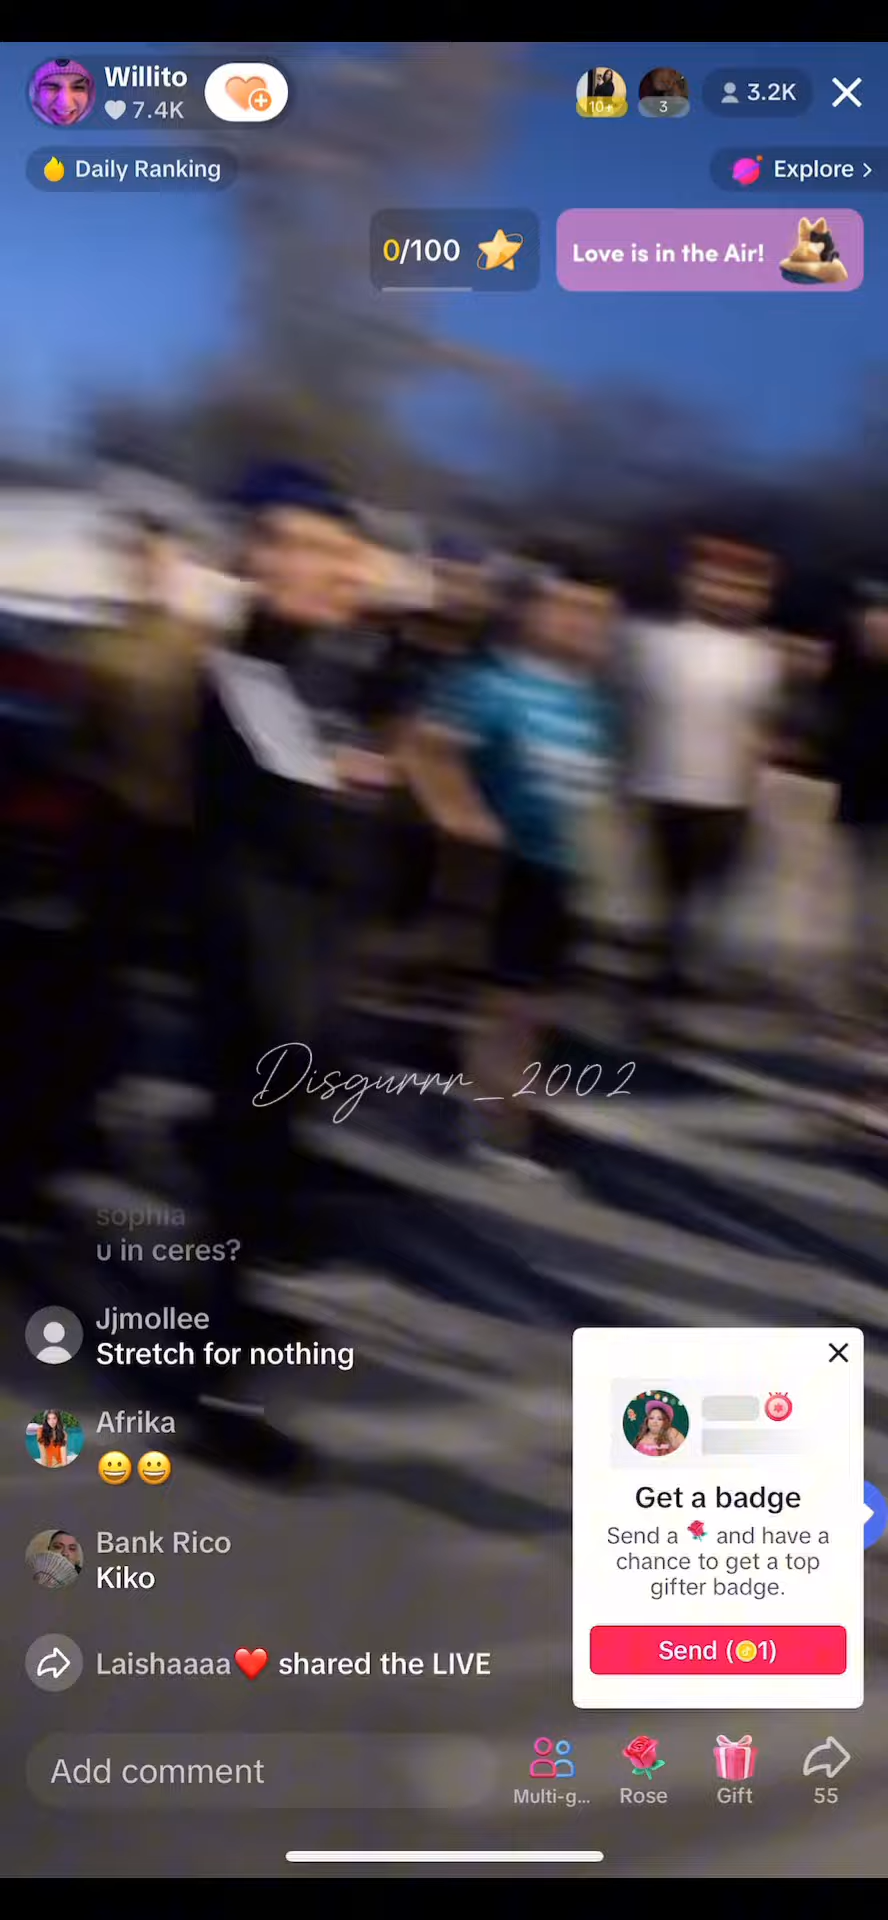 Willito
7.4K
10+
3
3.2K
Daily Ranking
Explore >
0/100
Love is in the Air!
Disgurrr_2002
sophia
u in ceres?
Jjmollee
Stretch for nothing
Afrika
😀😀
Bank Rico
Kiko
Laishaaaa❤️ shared the LIVE
Get a badge
Send a 🌹 and have a
chance to get a top
gifter badge.
Send (1)
Add comment
Multi-g...
Rose
Gift
55